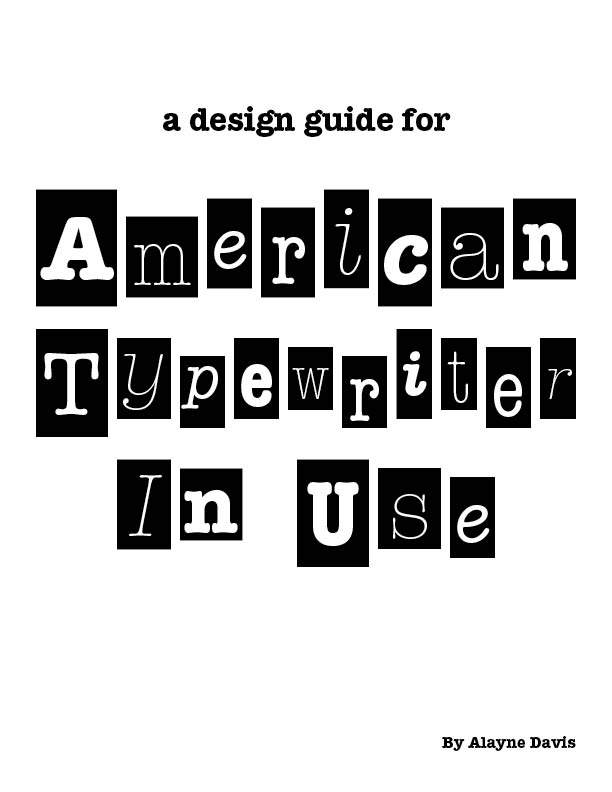 a design guide for
American
Typewriter
In Use
By Alayne Davis